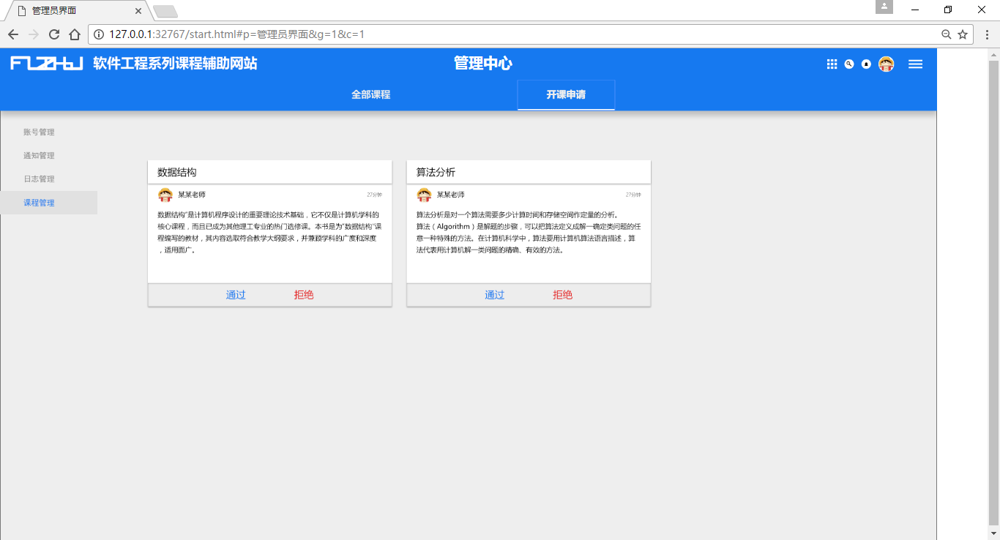 管理员界面
127.0.0.1:32767/start.html#p=管理员界面&g=1&c=1
软件工程系列课程辅助网站
管理中心
全部课程
开课申请
账号管理
通知管理
日志管理
课程管理
数据结构
某某老师
27分钟
数据结构”是计算机程序设计的重要理论技术基础，它不仅是计算机学科的
核心课程，而且已成为其他理工专业的热门选修课。本书是为“数据结构”课
程编写的教材，其内容选取符合教学大纲要求，并兼顾学科的广度和深度
，适用面广。
通过
拒绝
算法分析
某某老师
27分钟
算法分析是对一个算法需要多少计算时间和存储空间作定量的分析。
算法（Algorithm）是解题的步骤，可以把算法定义成解一确定类问题的任
意一种特殊的方法。在计算机科学中，算法要用计算机算法语言描述，算
法代表用计算机解一类问题的精确、有效的方法。
通过
拒绝